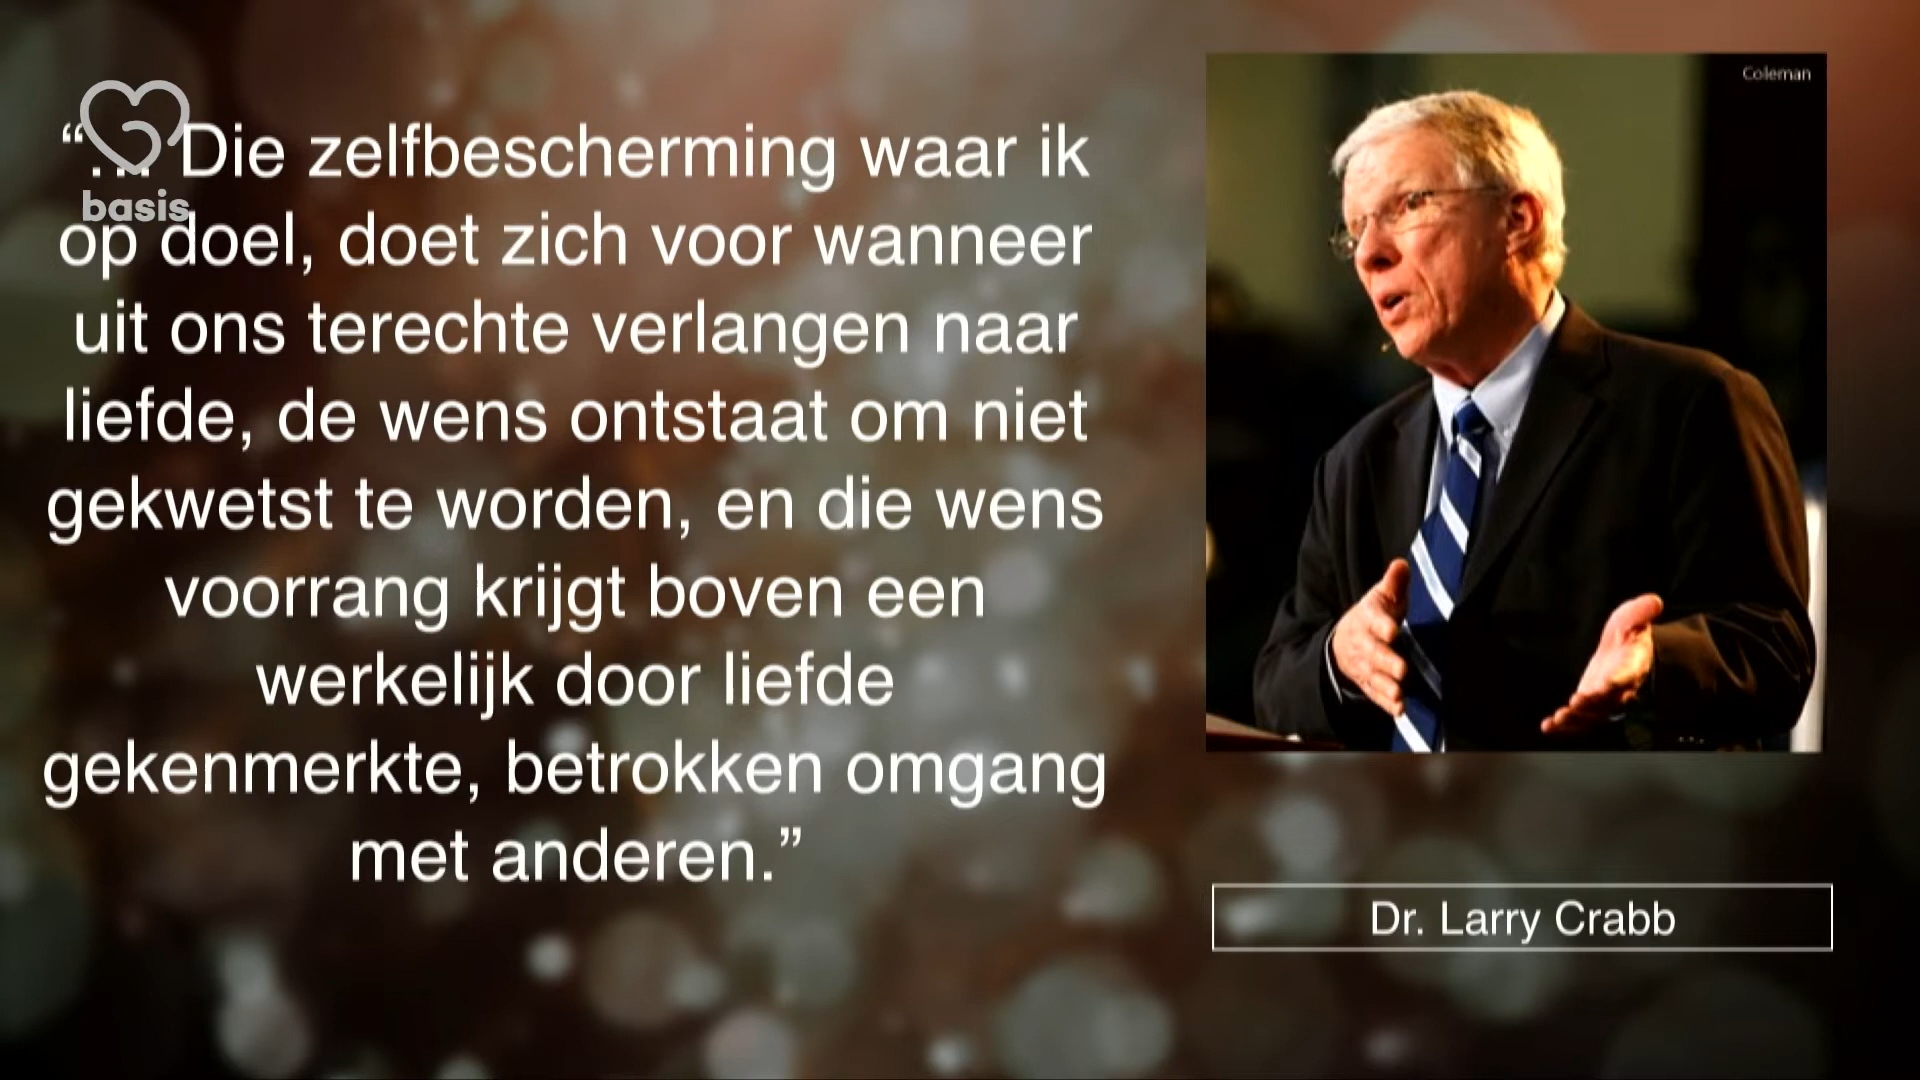 basis
“... Die zelfbescherming waar ik
op doel, doet zich voor wanneer
uit ons terechte verlangen naar
liefde, de wens ontstaat om niet
gekwetst te worden, en die wens
voorrang krijgt boven een
werkelijk door liefde
gekenmerkte, betrokken omgang
met anderen.”
Coleman
Dr. Larry Crabb